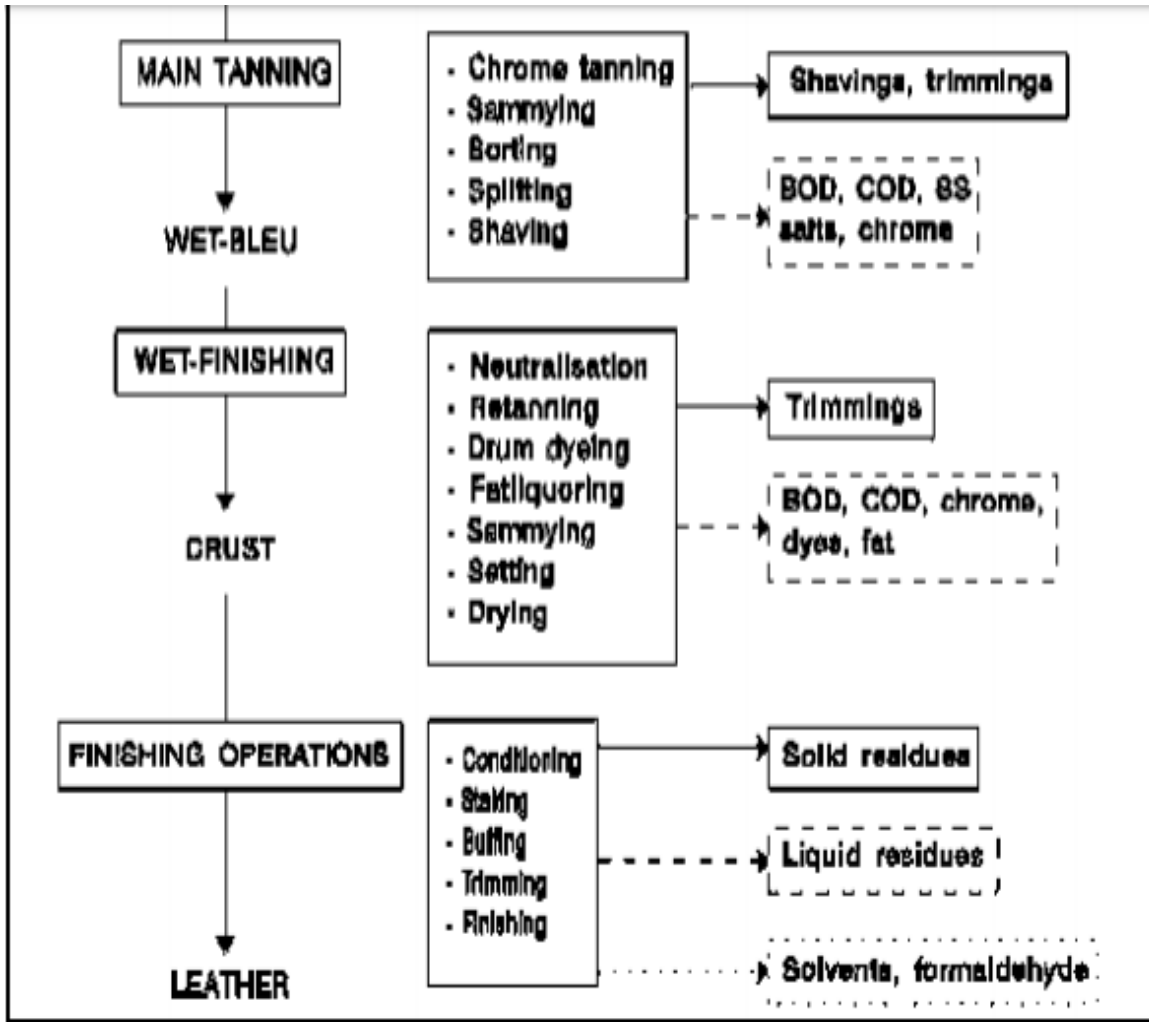 MAIN TANNING
- Chrome tanning
- Sammying
- Sorting
- Splitting
- Shaving
Shavings, trimmings
BOD, COD, SS
salts, chrome
WET-BLEU
WET-FINISHING
- Neutralisation
- Retanning
- Drum dyeing
- Fatliquoring
- Sammying
- Setting
- Drying
Trimmings
BOD, COD, chrome,
dyes, fat
CRUST
FINISHING OPERATIONS
- Conditioning
- Staking
- Buffing
- Trimming
- Finishing
Solid residues
Liquid residues
Solvents, formaldehyde
LEATHER